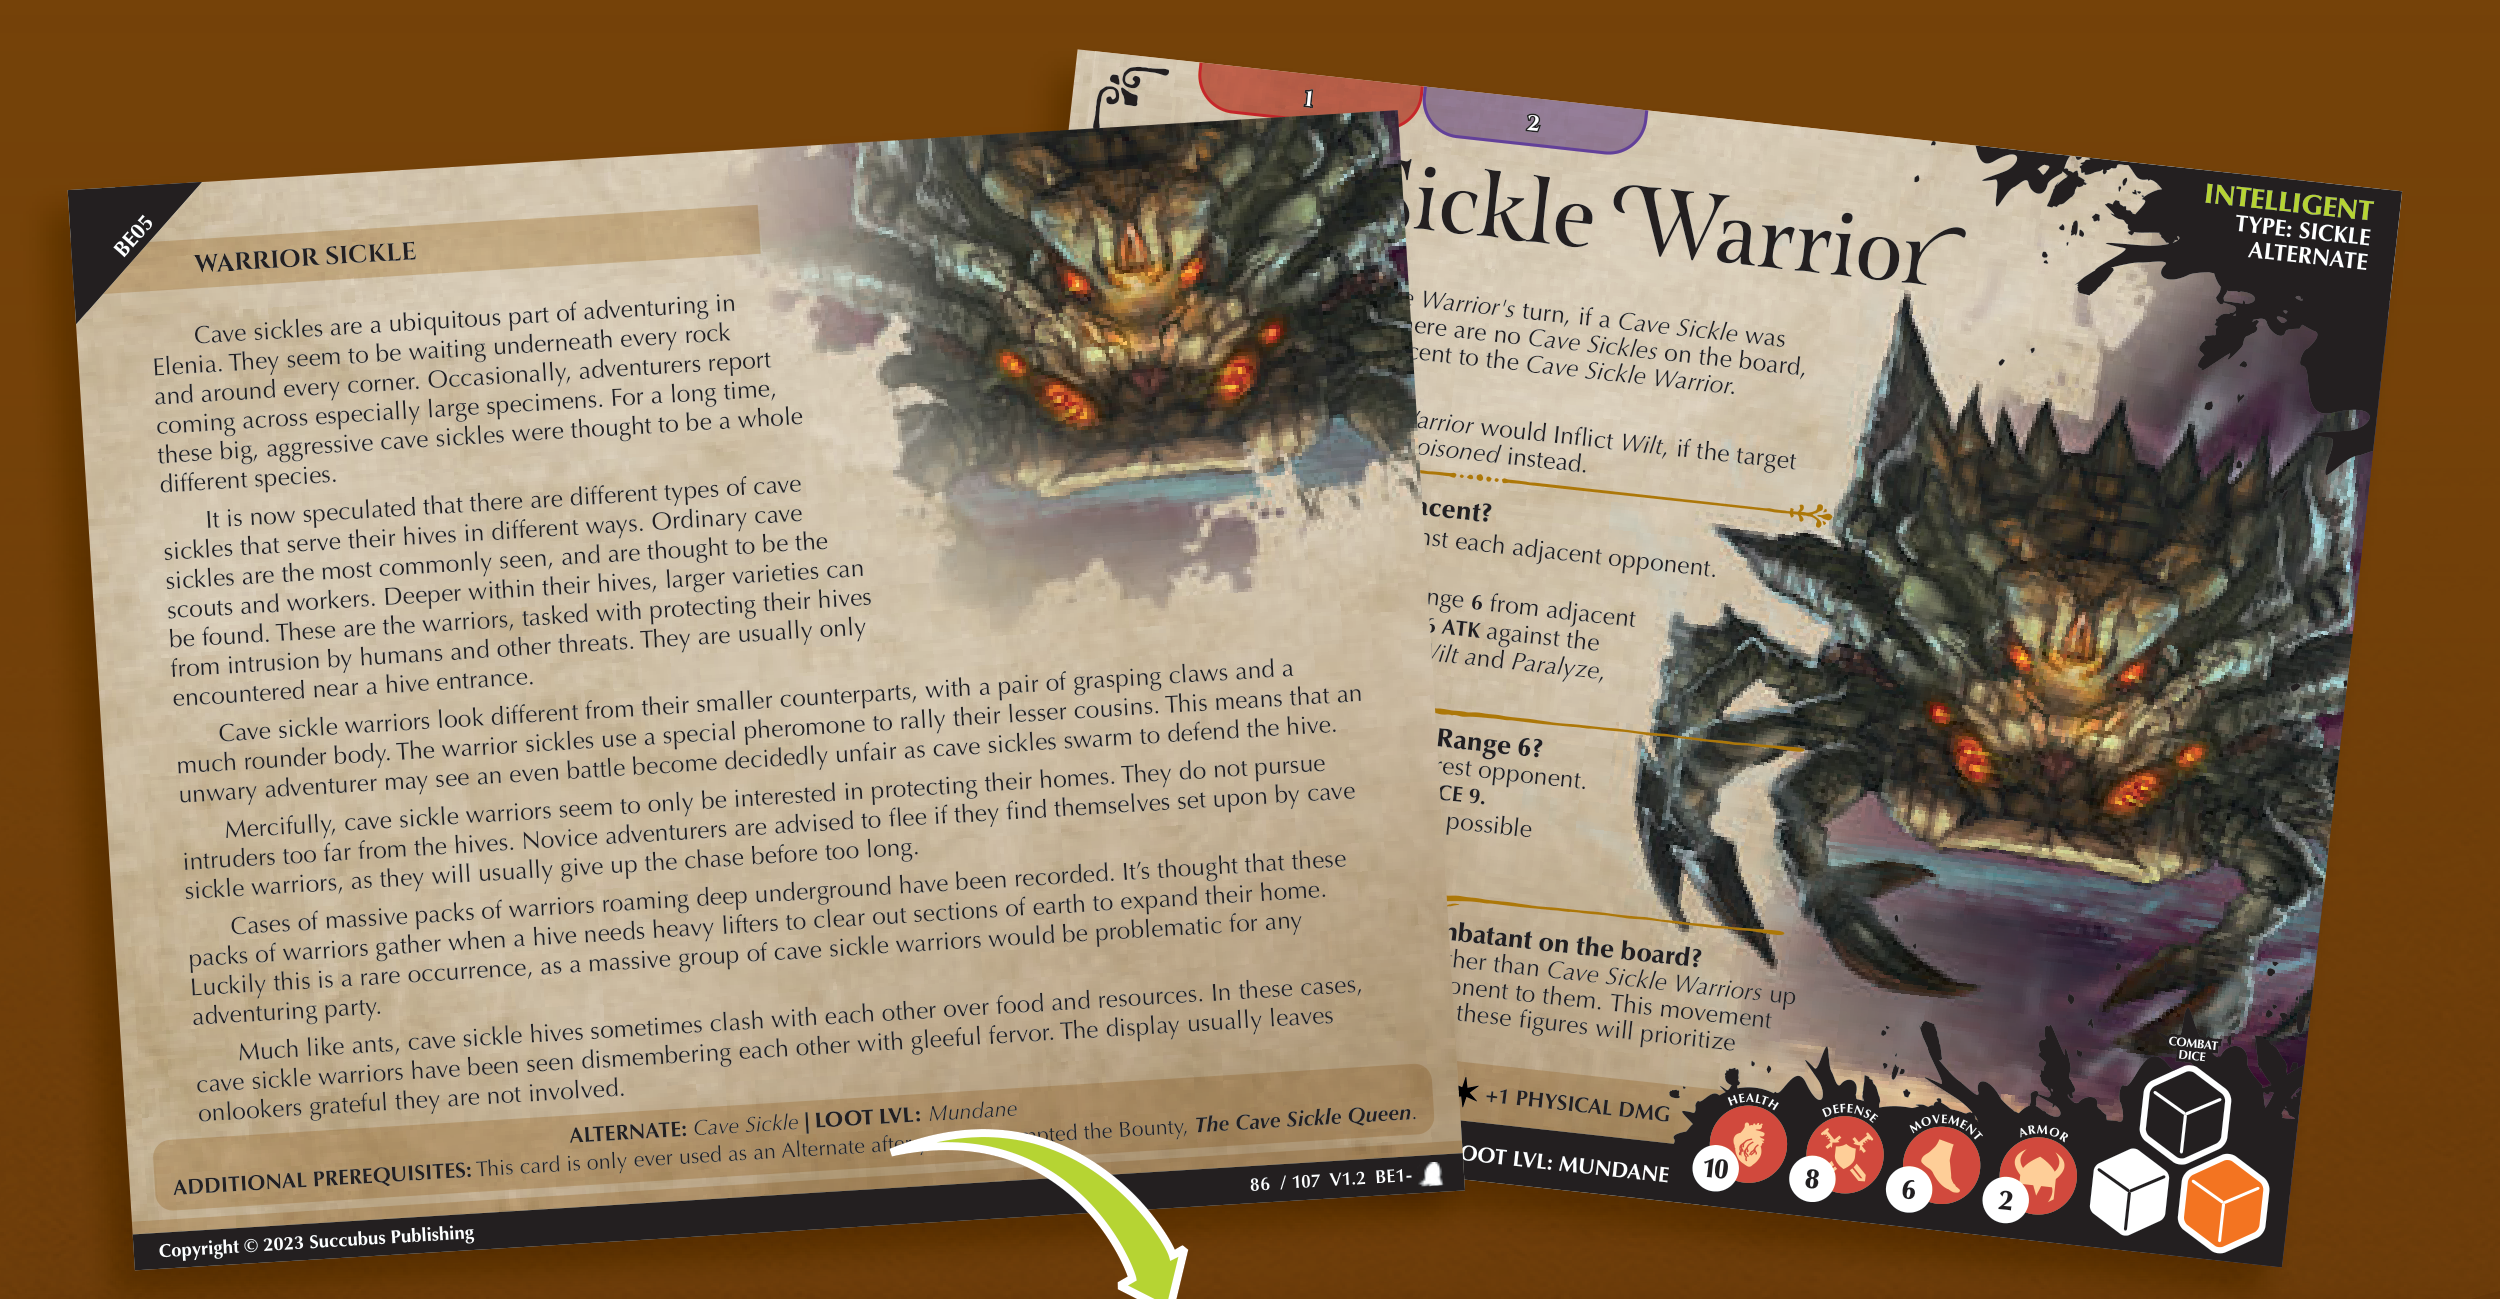 BE05
WARRIOR SICKLE
Cave sickles are a ubiquitous part of adventuring in
Elenia. They seem to be waiting underneath every rock
and around every corner. Occasionally, adventurers report
coming across especially large specimens. For a long time,
these big, aggressive cave sickles were thought to be a whole
different species.
It is now speculated that there are different types of cave
sickles that serve their hives in different ways. Ordinary cave
sickles are the most commonly seen, and are thought to be the
scouts and workers. Deeper within their hives, larger varieties can
be found. These are the warriors, tasked with protecting their hives
from intrusion by humans and other threats. They are usually only
encountered near a hive entrance.
Cave sickle warriors look different from their smaller counterparts, with a pair of grasping claws and a
much rounder body. The warrior sickles use a special pheromone to rally their lesser cousins. This means that an
unwary adventurer may see an even battle become decidedly unfair as cave sickles swarm to defend the hive.
Mercifully, cave sickle warriors seem to only be interested in protecting their homes. They do not pursue
intruders too far from the hives. Novice adventurers are advised to flee if they find themselves set upon by cave
sickle warriors, as they will usually give up the chase before too long.
Cases of massive packs of warriors roaming deep underground have been recorded. It's thought that these
packs of warriors gather when a hive needs heavy lifters to clear out sections of earth to expand their home.
Luckily this is a rare occurrence, as a massive group of cave sickle warriors would be problematic for any
adventuring party.
Much like ants, cave sickle hives sometimes clash with each other over food and resources. In these cases,
cave sickle warriors have been seen dismembering each other with gleeful fervor. The display usually leaves
onlookers grateful they are not involved.
ALTERNATE: Cave Sickle | LOOT LVL: Mundane
ADDITIONAL PREREQUISITES: This card is only ever used as an Alternate the Bounty, The Cave Sickle Queen.
86 / 107 V1.2 BE1-
Copyright © 2023 Succubus Publishing
1
2
Sickle Warrior
INTELLIGENT
TYPE: SICKLE
ALTERNATE
Warrior's turn, if a Cave Sickle was
are no Cave Sickles on the board,
to the Cave Sickle Warrior.
would Inflict Wilt, if the target
instead.
each adjacent opponent.
6 from adjacent
ATK against the
and Paralyze,
Range 6?
opponent.
9.
possible
on the board?
than Cave Sickle Warriors up
to them. This movement
these figures will prioritize
+1 PHYSICAL DMG
LVL: MUNDANE
HEALTH
10
DEFENSE
8
MOVEMENT
6
ARMOR
2
COMBAT
DICE